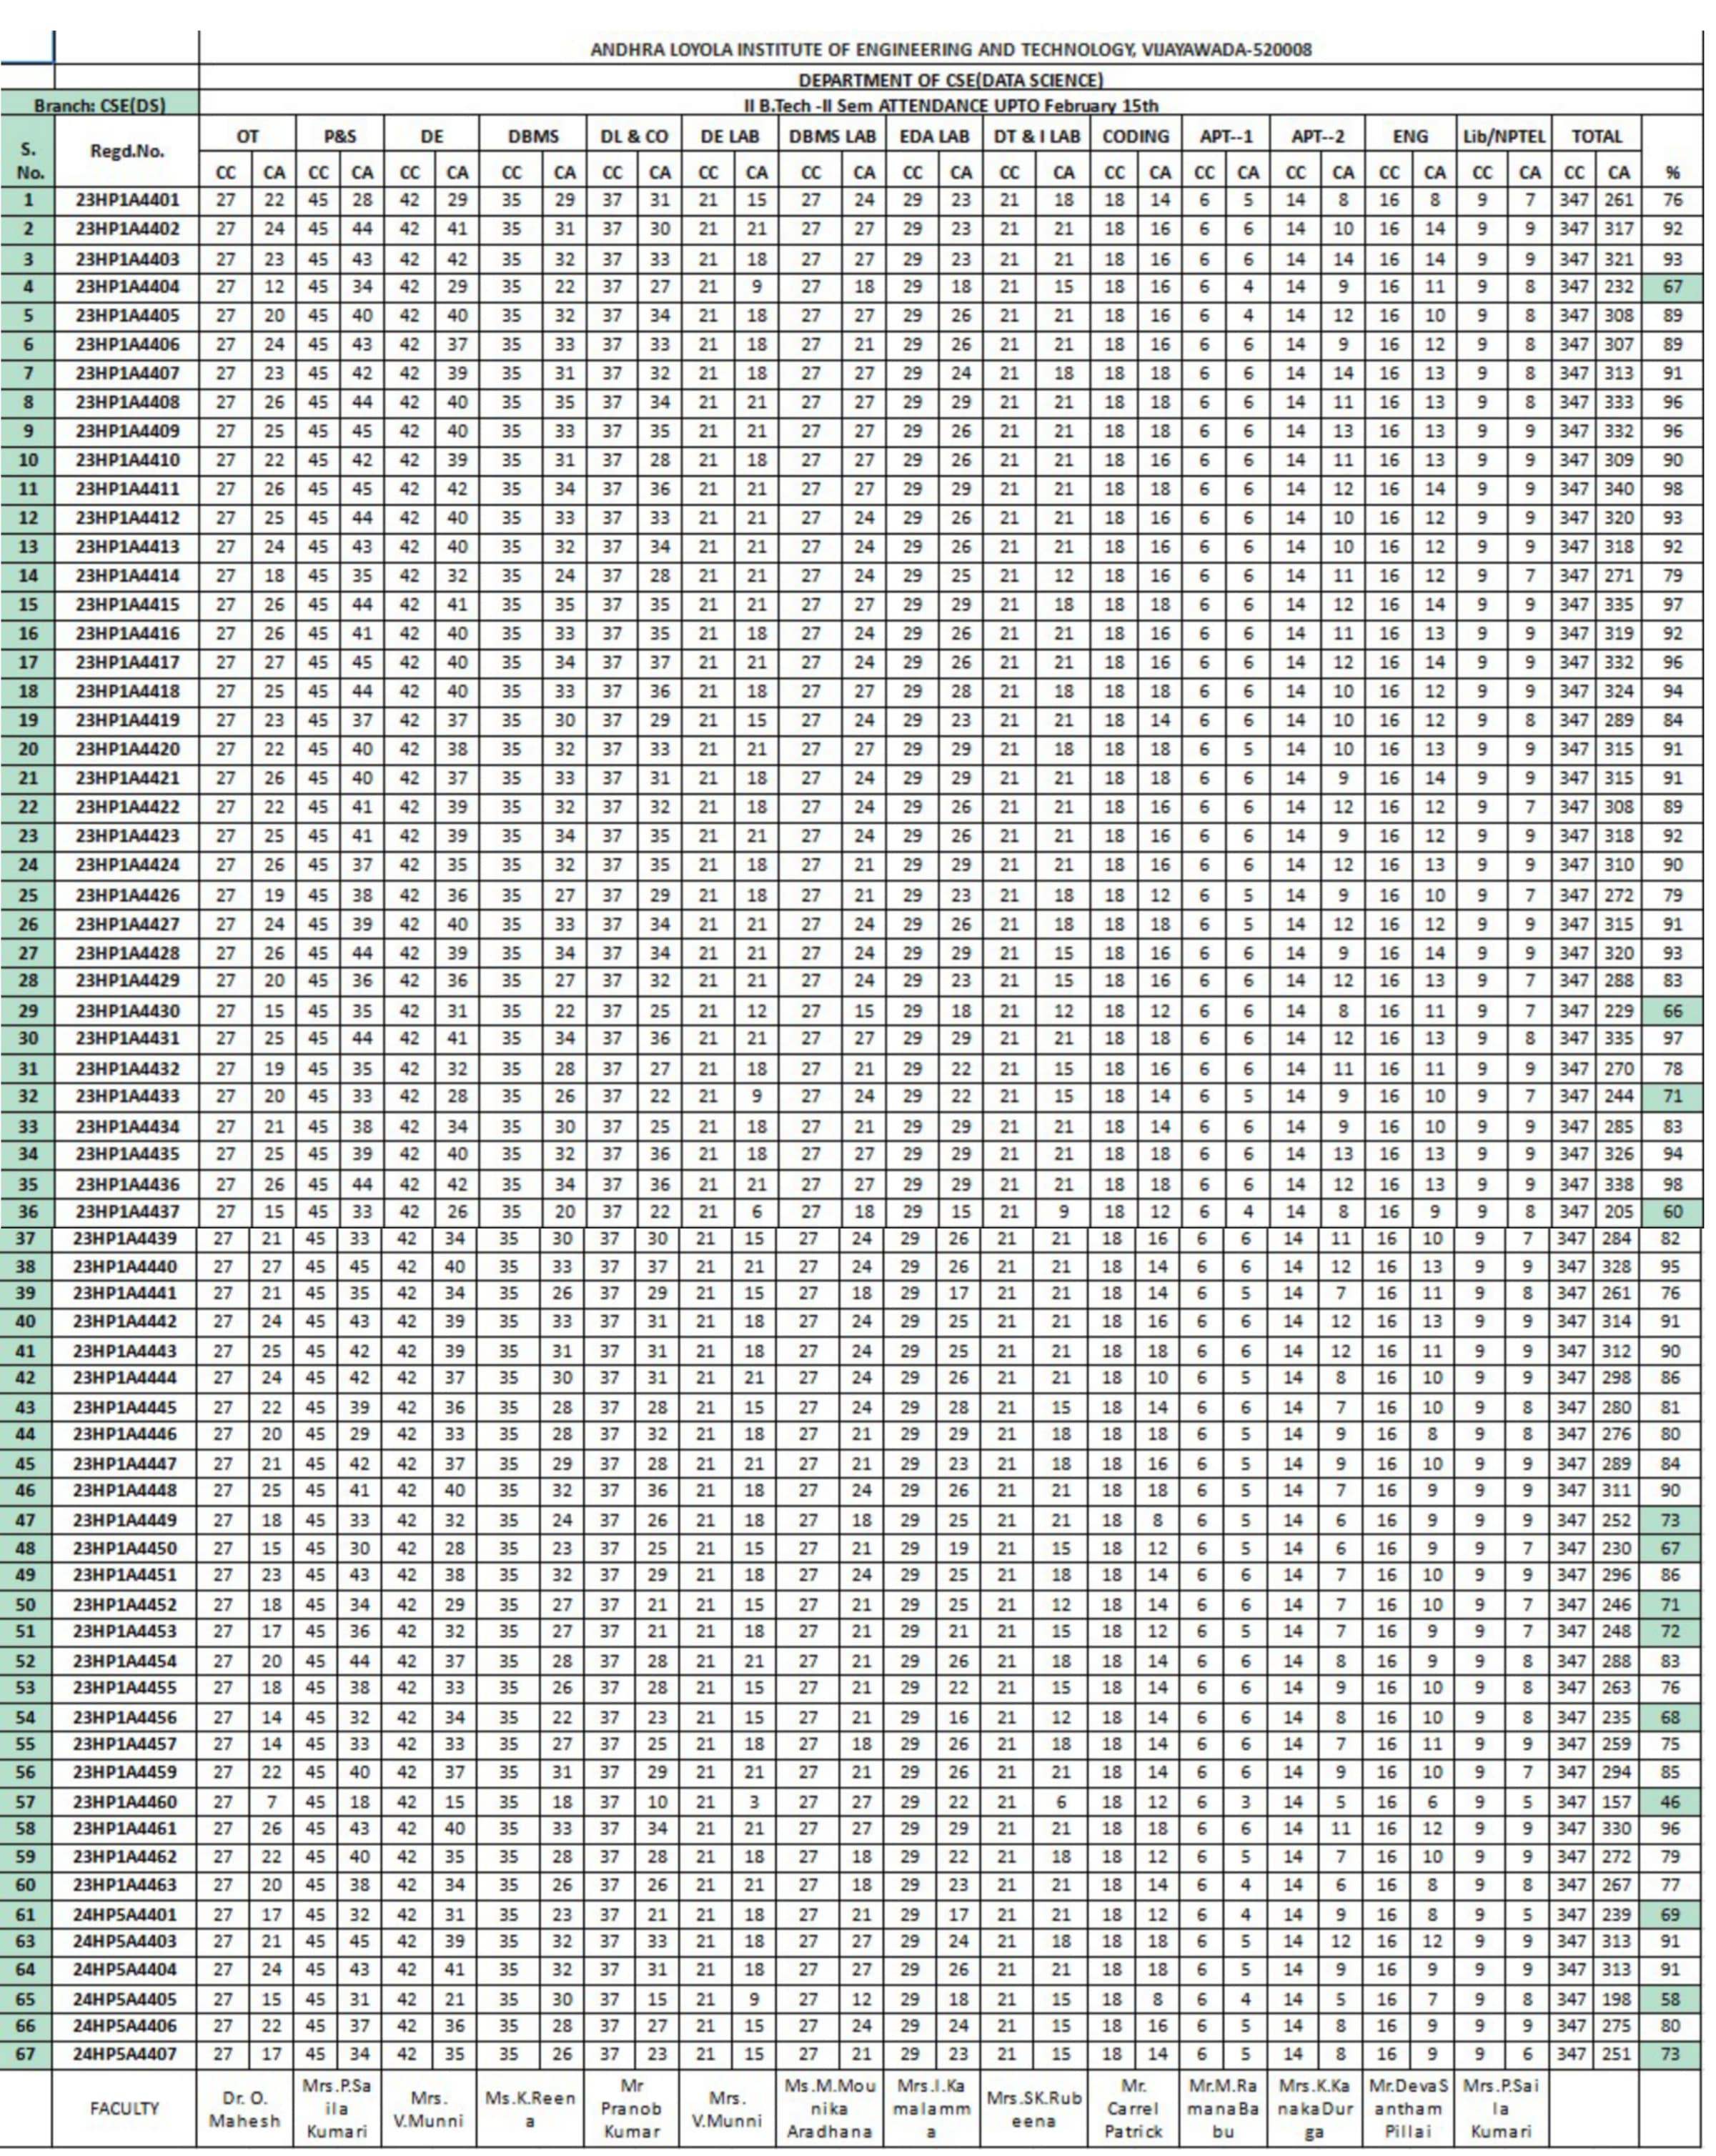 ANDHRA LOYOLA INSTITUTE OF ENGINEERING AND TECHNOLOGY, VIJAYAWADA-520008
DEPARTMENT OF CSE(DATA SCIENCE)
Branch: CSE(DS) II B.Tech -II Sem ATTENDANCE UPTO February 15th
S. No. Regd.No. OT P&S DE DBMS DL & CO DE LAB DBMS LAB EDA LAB DT & I LAB CODING APT--1 APT--2 ENG Lib/NPTEL TOTAL
CC CA CC CA CC CA CC CA CC CA CC CA CC CA CC CA CC CA CC CA CC CA CC CA CC CA CC CA CC CA %
1 23HP1A4401 27 22 45 28 42 29 35 29 37 31 21 15 27 24 29 23 21 18 18 14 6 5 14 8 16 8 9 7 347 261 76
2 23HP1A4402 27 24 45 44 42 41 35 31 37 30 21 21 27 27 29 23 21 21 18 16 6 6 14 10 16 14 9 9 347 317 92
3 23HP1A4403 27 23 45 43 42 42 35 32 37 33 21 18 27 27 29 23 21 21 18 16 6 6 14 14 16 14 9 9 347 321 93
4 23HP1A4404 27 12 45 34 42 29 35 22 37 27 21 9 27 18 29 18 21 15 18 16 6 4 14 9 16 11 9 8 347 232 67
5 23HP1A4405 27 20 45 40 42 40 35 32 37 34 21 18 27 27 29 26 21 21 18 16 6 4 14 12 16 10 9 8 347 308 89
6 23HP1A4406 27 24 45 43 42 37 35 33 37 33 21 18 27 21 29 26 21 21 18 16 6 6 14 9 16 12 9 8 347 307 89
7 23HP1A4407 27 23 45 42 42 39 35 31 37 32 21 18 27 27 29 24 21 18 18 18 6 6 14 14 16 13 9 8 347 313 91
8 23HP1A4408 27 26 45 44 42 40 35 35 37 34 21 21 27 27 29 29 21 21 18 18 6 6 14 11 16 13 9 8 347 333 96
9 23HP1A4409 27 25 45 45 42 40 35 33 37 35 21 21 27 27 29 26 21 21 18 18 6 6 14 13 16 13 9 9 347 332 96
10 23HP1A4410 27 22 45 42 42 39 35 31 37 28 21 18 27 27 29 26 21 21 18 16 6 6 14 11 16 13 9 9 347 309 90
11 23HP1A4411 27 26 45 45 42 42 35 34 37 36 21 21 27 27 29 29 21 21 18 18 6 6 14 12 16 14 9 9 347 340 98
12 23HP1A4412 27 25 45 44 42 40 35 33 37 33 21 21 27 24 29 26 21 21 18 16 6 6 14 10 16 12 9 9 347 320 93
13 23HP1A4413 27 24 45 43 42 40 35 32 37 34 21 21 27 24 29 26 21 21 18 16 6 6 14 10 16 12 9 9 347 318 92
14 23HP1A4414 27 18 45 35 42 32 35 24 37 28 21 21 27 24 29 25 21 12 18 16 6 6 14 11 16 12 9 7 347 271 79
15 23HP1A4415 27 26 45 44 42 41 35 35 37 35 21 21 27 27 29 29 21 18 18 18 6 6 14 12 16 14 9 9 347 335 97
16 23HP1A4416 27 26 45 41 42 40 35 33 37 35 21 18 27 24 29 26 21 21 18 16 6 6 14 11 16 13 9 9 347 319 92
17 23HP1A4417 27 27 45 45 42 40 35 34 37 37 21 21 27 24 29 26 21 21 18 16 6 6 14 12 16 14 9 9 347 332 96
18 23HP1A4418 27 25 45 44 42 40 35 33 37 36 21 18 27 27 29 28 21 18 18 18 6 6 14 10 16 12 9 9 347 324 94
19 23HP1A4419 27 23 45 37 42 37 35 30 37 29 21 15 27 24 29 23 21 21 18 14 6 6 14 10 16 12 9 8 347 289 84
20 23HP1A4420 27 22 45 40 42 38 35 32 37 33 21 21 27 27 29 29 21 18 18 18 6 5 14 10 16 13 9 9 347 315 91
21 23HP1A4421 27 26 45 40 42 37 35 33 37 31 21 18 27 24 29 29 21 21 18 18 6 6 14 9 16 14 9 9 347 315 91
22 23HP1A4422 27 22 45 41 42 39 35 32 37 32 21 18 27 24 29 26 21 21 18 16 6 6 14 12 16 12 9 7 347 308 89
23 23HP1A4423 27 25 45 41 42 39 35 34 37 35 21 21 27 24 29 26 21 21 18 16 6 6 14 9 16 12 9 9 347 318 92
24 23HP1A4424 27 26 45 37 42 35 35 32 37 35 21 18 27 21 29 29 21 21 18 16 6 6 14 12 16 13 9 9 347 310 90
25 23HP1A4426 27 19 45 38 42 36 35 27 37 29 21 18 27 21 29 23 21 18 18 12 6 5 14 9 16 10 9 7 347 272 79
26 23HP1A4427 27 24 45 39 42 40 35 33 37 34 21 21 27 24 29 26 21 18 18 18 6 5 14 12 16 12 9 9 347 315 91
27 23HP1A4428 27 26 45 44 42 39 35 34 37 34 21 21 27 24 29 29 21 15 18 16 6 6 14 9 16 14 9 9 347 320 93
28 23HP1A4429 27 20 45 36 42 36 35 27 37 32 21 21 27 24 29 23 21 15 18 16 6 6 14 12 16 13 9 7 347 288 83
29 23HP1A4430 27 15 45 35 42 31 35 22 37 25 21 12 27 15 29 18 21 12 18 12 6 6 14 8 16 11 9 7 347 229 66
30 23HP1A4431 27 25 45 44 42 41 35 34 37 36 21 21 27 27 29 29 21 21 18 18 6 6 14 12 16 13 9 8 347 335 97
31 23HP1A4432 27 19 45 35 42 32 35 28 37 27 21 18 27 21 29 22 21 15 18 16 6 6 14 11 16 11 9 9 347 270 78
32 23HP1A4433 27 20 45 33 42 28 35 26 37 22 21 9 27 24 29 22 21 15 18 14 6 5 14 9 16 10 9 7 347 244 71
33 23HP1A4434 27 21 45 38 42 34 35 30 37 25 21 18 27 21 29 29 21 21 18 14 6 6 14 9 16 10 9 9 347 285 83
34 23HP1A4435 27 25 45 39 42 40 35 32 37 36 21 18 27 27 29 29 21 21 18 18 6 6 14 13 16 13 9 9 347 326 94
35 23HP1A4436 27 26 45 44 42 42 35 34 37 36 21 21 27 27 29 29 21 21 18 18 6 6 14 12 16 13 9 9 347 338 98
36 23HP1A4437 27 15 45 33 42 26 35 20 37 22 21 6 27 18 29 15 21 9 18 12 6 4 14 8 16 9 9 8 347 205 60
37 23HP1A4439 27 21 45 33 42 34 35 30 37 30 21 15 27 24 29 26 21 21 18 16 6 6 14 11 16 10 9 7 347 284 82
38 23HP1A4440 27 27 45 45 42 40 35 33 37 37 21 21 27 24 29 26 21 21 18 14 6 6 14 12 16 13 9 9 347 328 95
39 23HP1A4441 27 21 45 35 42 34 35 26 37 29 21 15 27 18 29 17 21 21 18 14 6 5 14 7 16 11 9 8 347 261 76
40 23HP1A4442 27 24 45 43 42 39 35 33 37 31 21 18 27 24 29 25 21 21 18 16 6 6 14 12 16 13 9 9 347 314 91
41 23HP1A4443 27 25 45 42 42 39 35 31 37 31 21 18 27 24 29 25 21 21 18 18 6 6 14 12 16 11 9 9 347 312 90
42 23HP1A4444 27 24 45 42 42 37 35 30 37 31 21 21 27 24 29 26 21 21 18 10 6 5 14 8 16 10 9 9 347 298 86
43 23HP1A4445 27 22 45 39 42 36 35 28 37 28 21 15 27 24 29 28 21 15 18 14 6 6 14 7 16 10 9 8 347 280 81
44 23HP1A4446 27 20 45 29 42 33 35 28 37 32 21 18 27 21 29 29 21 18 18 18 6 5 14 9 16 8 9 8 347 276 80
45 23HP1A4447 27 21 45 42 42 37 35 29 37 28 21 21 27 21 29 23 21 18 18 16 6 5 14 9 16 10 9 9 347 289 84
46 23HP1A4448 27 25 45 41 42 40 35 32 37 36 21 18 27 24 29 26 21 21 18 18 6 5 14 7 16 9 9 9 347 311 90
47 23HP1A4449 27 18 45 33 42 32 35 24 37 26 21 18 27 18 29 25 21 21 18 8 6 5 14 6 16 9 9 9 347 252 73
48 23HP1A4450 27 15 45 30 42 28 35 23 37 25 21 15 27 21 29 19 21 15 18 12 6 5 14 6 16 9 9 7 347 230 67
49 23HP1A4451 27 23 45 43 42 38 35 32 37 29 21 18 27 24 29 25 21 18 18 14 6 6 14 7 16 10 9 9 347 296 86
50 23HP1A4452 27 18 45 34 42 29 35 27 37 21 21 15 27 21 29 25 21 12 18 14 6 6 14 7 16 10 9 7 347 246 71
51 23HP1A4453 27 17 45 36 42 32 35 27 37 21 21 18 27 21 29 21 21 15 18 12 6 5 14 7 16 9 9 7 347 248 72
52 23HP1A4454 27 20 45 44 42 37 35 28 37 28 21 21 27 21 29 26 21 18 18 14 6 6 14 8 16 9 9 8 347 288 83
53 23HP1A4455 27 18 45 38 42 33 35 26 37 28 21 15 27 21 29 22 21 15 18 14 6 6 14 9 16 10 9 8 347 263 76
54 23HP1A4456 27 14 45 32 42 34 35 22 37 23 21 15 27 21 29 16 21 12 18 14 6 6 14 8 16 10 9 8 347 235 68
55 23HP1A4457 27 14 45 33 42 33 35 27 37 25 21 18 27 18 29 26 21 18 18 14 6 6 14 7 16 11 9 9 347 259 75
56 23HP1A4459 27 22 45 40 42 37 35 31 37 29 21 21 27 21 29 26 21 21 18 14 6 6 14 9 16 10 9 7 347 294 85
57 23HP1A4460 27 7 45 18 42 15 35 18 37 10 21 3 27 27 29 22 21 6 18 12 6 3 14 5 16 6 9 5 347 157 46
58 23HP1A4461 27 26 45 43 42 40 35 33 37 34 21 21 27 27 29 29 21 21 18 18 6 6 14 11 16 12 9 9 347 330 96
59 23HP1A4462 27 22 45 40 42 35 35 28 37 28 21 18 27 18 29 22 21 18 18 12 6 5 14 7 16 10 9 9 347 272 79
60 23HP1A4463 27 20 45 38 42 34 35 26 37 26 21 21 27 18 29 23 21 21 18 14 6 4 14 6 16 8 9 8 347 267 77
61 24HP5A4401 27 17 45 32 42 31 35 23 37 21 21 18 27 21 29 17 21 21 18 12 6 4 14 9 16 8 9 5 347 239 69
63 24HP5A4403 27 21 45 45 42 39 35 32 37 33 21 18 27 27 29 24 21 18 18 18 6 5 14 12 16 12 9 9 347 313 91
64 24HP5A4404 27 24 45 43 42 41 35 32 37 31 21 18 27 27 29 26 21 21 18 18 6 5 14 9 16 9 9 9 347 313 91
65 24HP5A4405 27 15 45 31 42 21 35 30 37 15 21 9 27 12 29 18 21 15 18 8 6 4 14 5 16 7 9 8 347 198 58
66 24HP5A4406 27 22 45 37 42 36 35 28 37 27 21 15 27 24 29 24 21 15 18 16 6 5 14 8 16 9 9 9 347 275 80
67 24HP5A4407 27 17 45 34 42 35 35 26 37 23 21 15 27 21 29 23 21 15 18 14 6 5 14 8 16 9 9 6 347 251 73
FACULTY Dr. O. Mahesh Mrs.P.Saila Kumari Mrs. V.Munni Ms.K.Reena Mr Pranob Kumar Mrs. V.Munni Ms.M.Mounika Aradhana Mrs.I.Kamalamma Mrs.SK.Rubeena Mr. Carrel Patrick Mr.M.RamanaBabu Mrs.K.KanakaDurga Mr.DevaSantham Pillai Mrs.P.Saila Kumari